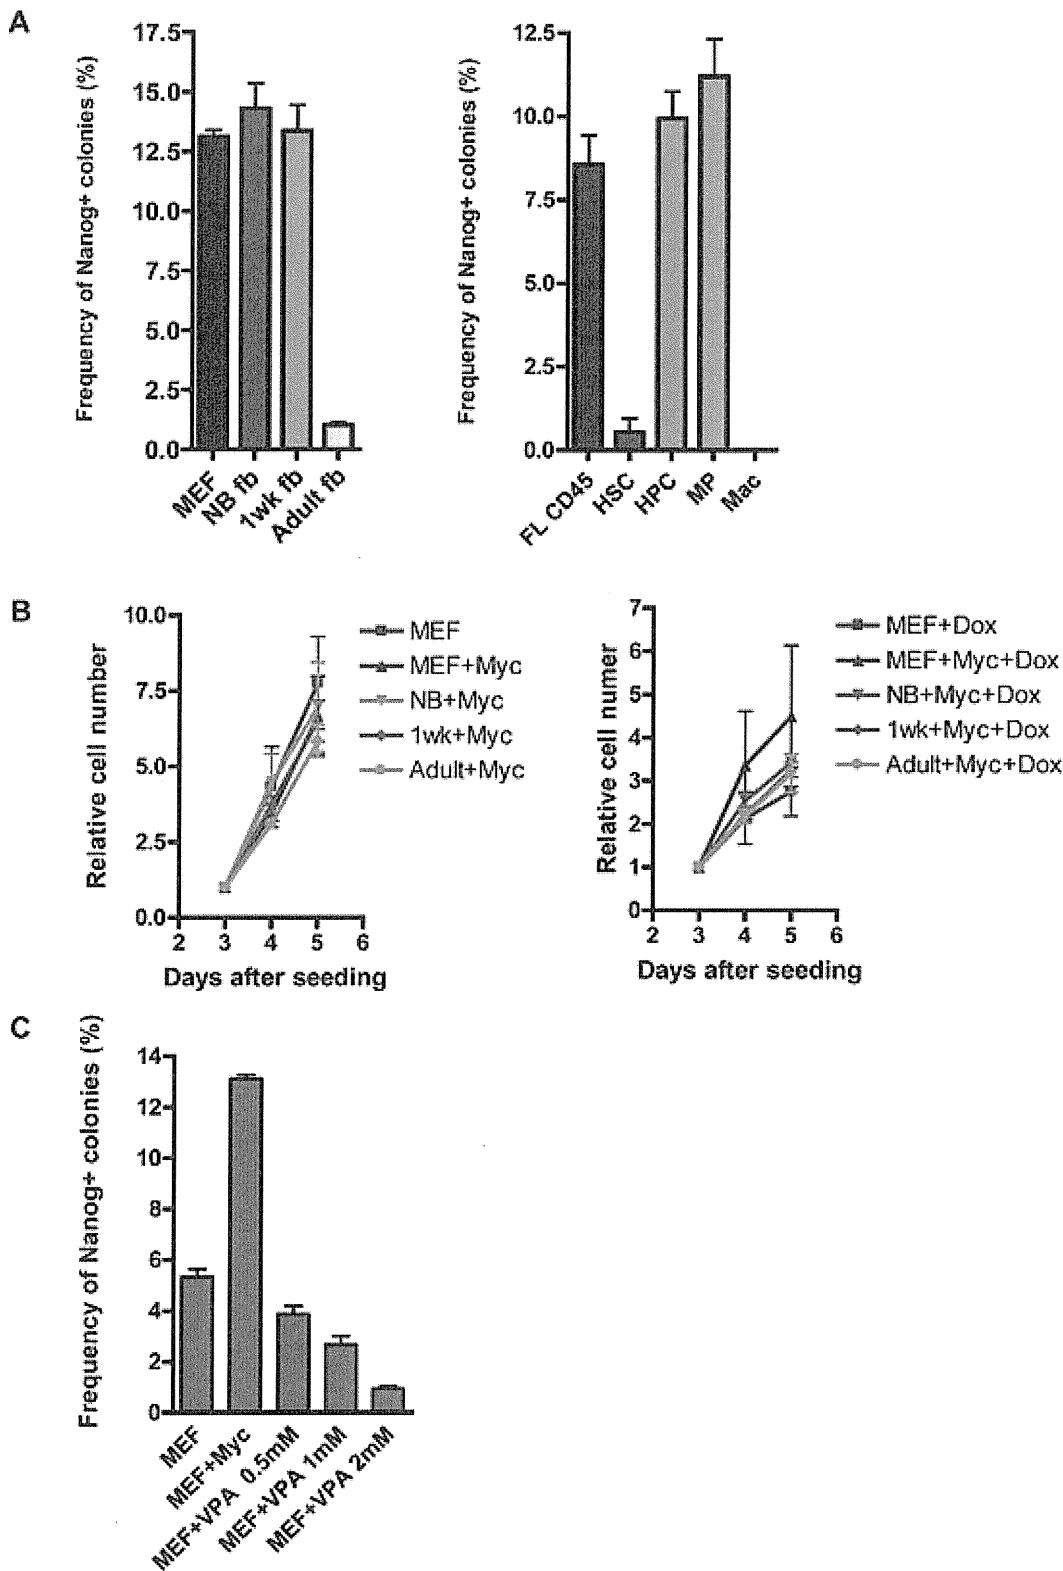 A
Frequency of Nanog+ colonies (%)
17.5
15.0
12.5
10.0
7.5
5.0
2.5
0.0
MEF
NB fb
1wk fb
Adult fb
Frequency of Nanog+ colonies (%)
12.5
10.0
7.5
5.0
2.5
0.0
FL CD45
HSC
HPC
MP
Mac
B
Relative cell number
10.0
7.5
5.0
2.5
0.0
2 3 4 5 6
Days after seeding
MEF
MEF+Myc
NB+Myc
1wk+Myc
Adult+Myc
Relative cell numer
7
6
5
4
3
2
1
0
2 3 4 5 6
Days after seeding
MEF+Dox
MEF+Myc+Dox
NB+Myc+Dox
1wk+Myc+Dox
Adult+Myc+Dox
C
Frequency of Nanog+ colonies (%)
14
12
10
8
6
4
2
0
MEF
MEF+Myc
MEF+VPA 0.5mM
MEF+VPA 1mM
MEF+VPA 2mM